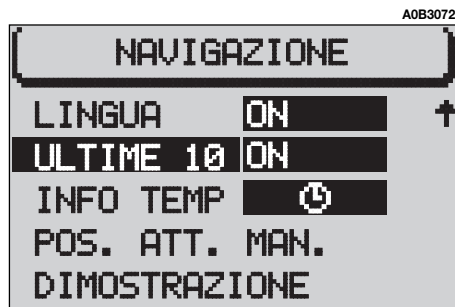 A0B3072
NAVIGAZIONE
LINGUA ON
ULTIME 10 ON
INFO TEMP
POS. ATT. MAN.
DIMOSTRAZIONE